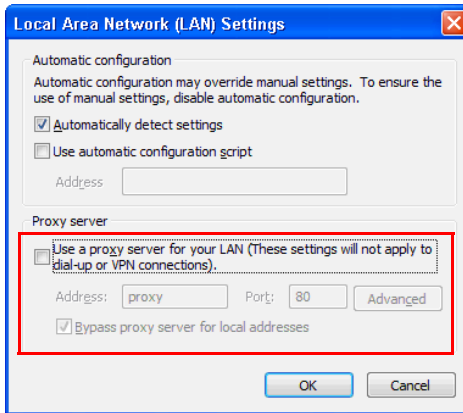 Local Area Network (LAN) Settings
Automatic configuration
Automatic configuration may override manual settings. To ensure the
use of manual settings, disable automatic configuration.
Automatically detect settings
Use automatic configuration script
Address
Proxy server
Use a proxy server for your LAN (These settings will not apply to
dial-up or VPN connections).
Address: proxy Port: 80 Advanced
Bypass proxy server for local addresses
OK Cancel